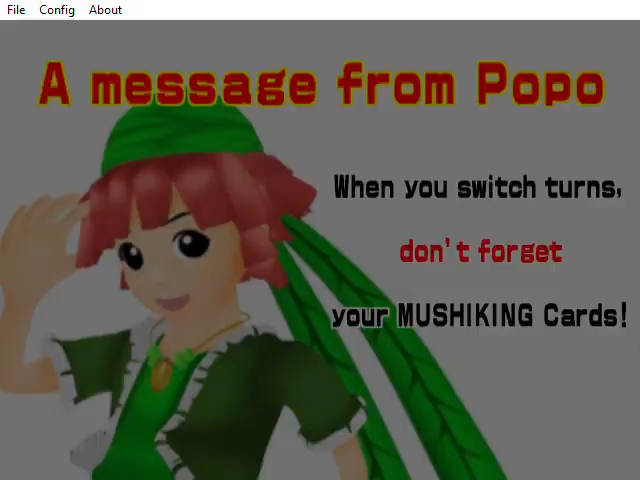 File Config About
A message from Popo
When you switch turns,
don't forget
your MUSHIKING Cards!